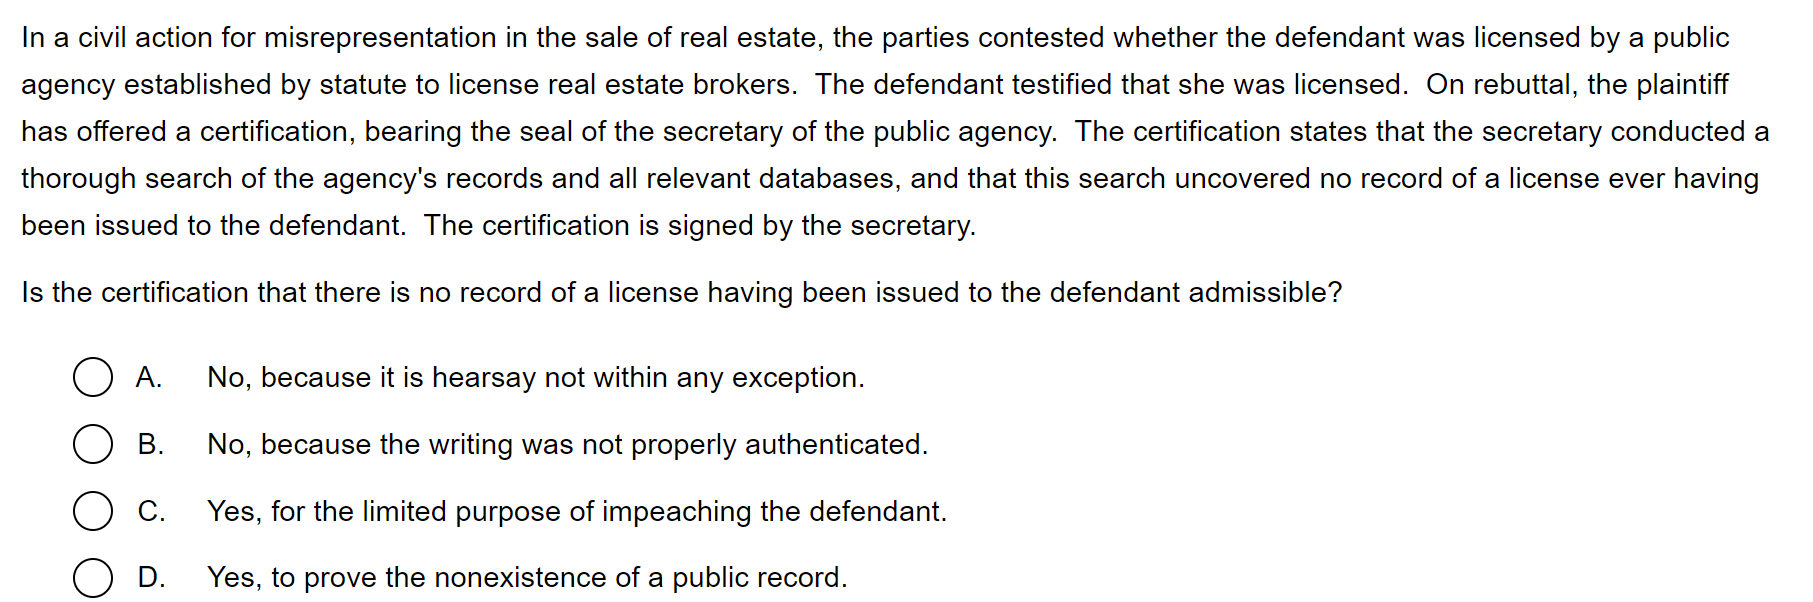 In a civil action for misrepresentation in the sale of real estate, the parties contested whether the defendant was licensed by a public
agency established by statute to license real estate brokers.  The defendant testified that she was licensed.  On rebuttal, the plaintiff
has offered a certification, bearing the seal of the secretary of the public agency.  The certification states that the secretary conducted a
thorough search of the agency's records and all relevant databases, and that this search uncovered no record of a license ever having
been issued to the defendant.  The certification is signed by the secretary.
Is the certification that there is no record of a license having been issued to the defendant admissible?
A. No, because it is hearsay not within any exception.
B. No, because the writing was not properly authenticated.
C. Yes, for the limited purpose of impeaching the defendant.
D. Yes, to prove the nonexistence of a public record.